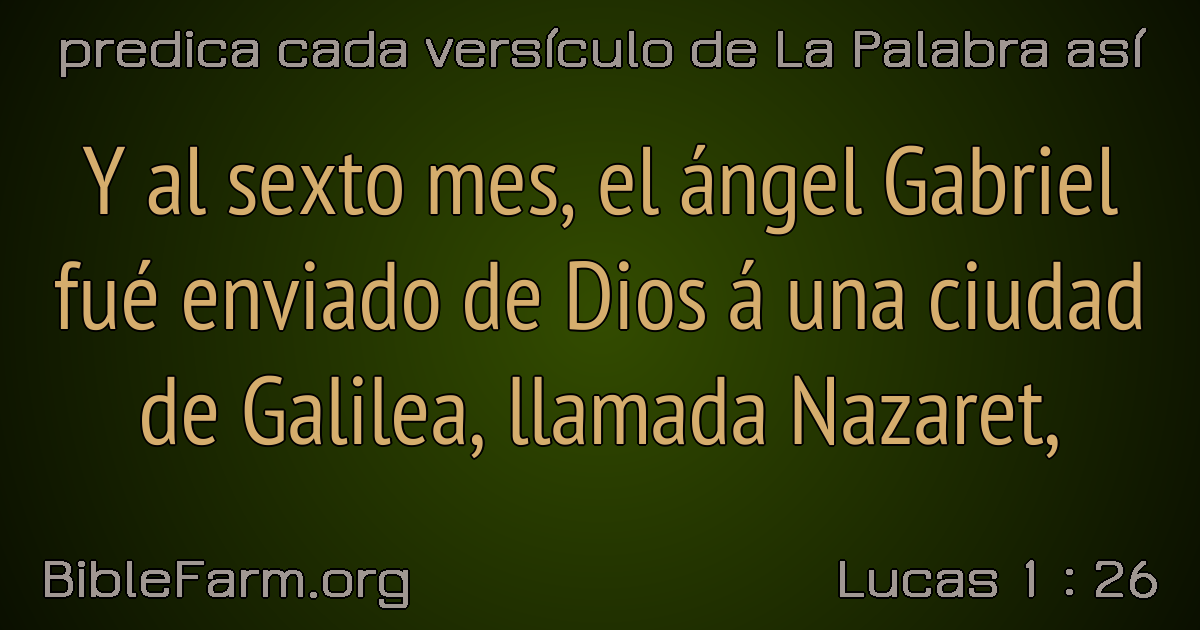 predica cada versículo de La Palabra así
Y al sexto mes, el ángel Gabriel
fué enviado de Dios á una ciudad
de Galilea, llamada Nazaret,
BibleFarm.org
Lucas 1 : 26